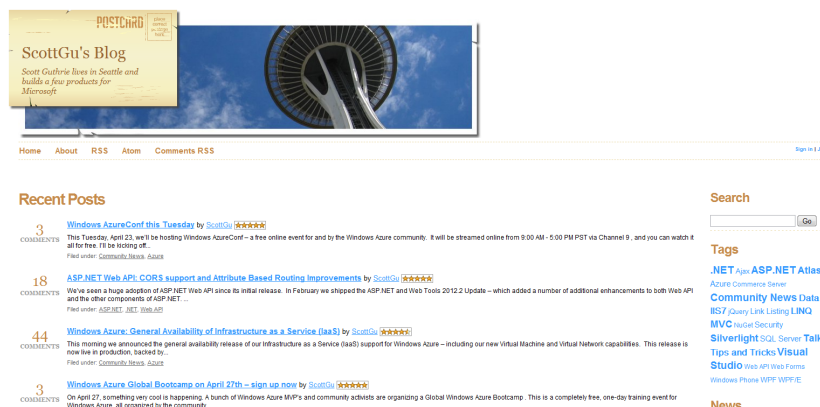 POSTCARD
please
correct
ScottGu's Blog
Scott Guthrie lives in Seattle and
builds a few products for
Microsoft
Home About RSS Atom Comments RSS
Sign in |
Recent Posts
3
COMMENTS
Windows AzureConf this Tuesday by ScottGu
This Tuesday, April 23, we'll be hosting Windows AzureConf – a free online event for and by the Windows Azure community. It will be streamed online from 9:00 AM - 5:00 PM PST via Channel 9 , and you can watch it
all for free. I'll be kicking off...
Filed under: Community News, Azure
18
COMMENTS
ASP.NET Web API: CORS support and Attribute Based Routing Improvements by ScottGu
We've seen a huge adoption of ASP.NET Web API since its initial release. In February we shipped the ASP.NET and Web Tools 2012.2 Update – which added a number of additional enhancements to both Web API
and the other components of ASP.NET. ...
Filed under: ASP.NET, .NET, Web API
44
COMMENTS
Windows Azure: General Availability of Infrastructure as a Service (IaaS) by ScottGu
This morning we announced the general availability release of our Infrastructure as a Service (IaaS) support for Windows Azure – including our new Virtual Machine and Virtual Network capabilities. This release is
now live in production, backed by...
Filed under: Community News, Azure
3
COMMENTS
Windows Azure Global Bootcamp on April 27th – sign up now by ScottGu
On April 27, something very cool is happening. A bunch of Windows Azure MVP's and community activists are organizing a Global Windows Azure Bootcamp . This is a completely free, one-day training event for
Windows Azure, all organized by the community.
Search
Go
Tags
.NET Ajax ASP.NET Atlas
Azure Commerce Server
Community News Data
IIS7 jQuery Link Listing LINQ
MVC NuGet Security
Silverlight SQL Server Talk
Tips and Tricks Visual
Studio Web API Web Forms
Windows Phone WPF WPF/E
News